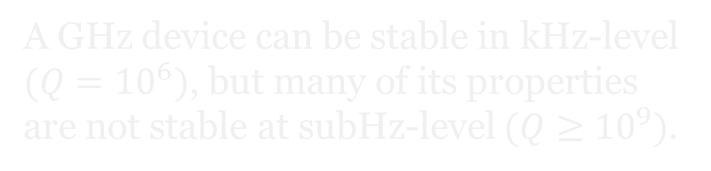 A GHz device can be stable in kHz-level
(Q = 10⁶), but many of its properties
are not stable at subHz-level (Q ≥ 10⁹).